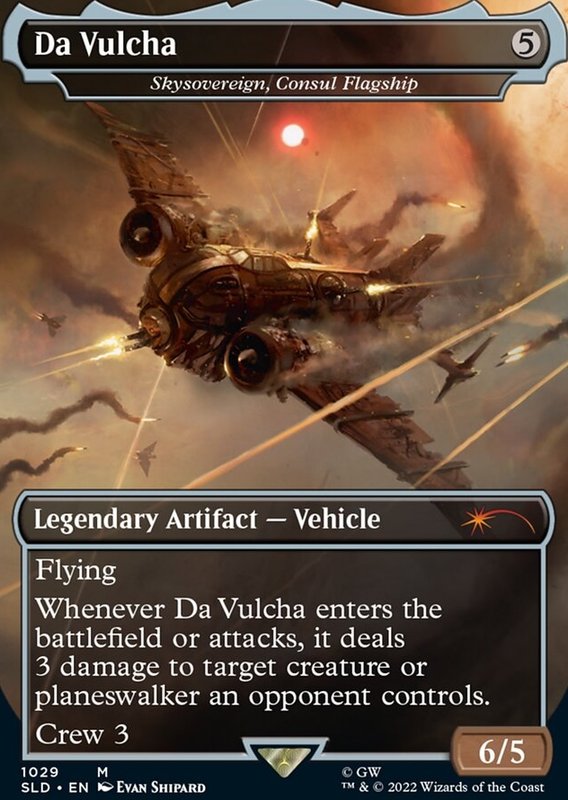 Da Vulcha 5
Skysovereign, Consul Flagship
Legendary Artifact — Vehicle
Flying
Whenever Da Vulcha enters the
battlefield or attacks, it deals
3 damage to target creature or
planeswalker an opponent controls.
Crew 3
6/5
1029 M © GW
SLD • EN Evan Shipard ™ & © 2022 Wizards of the Coast